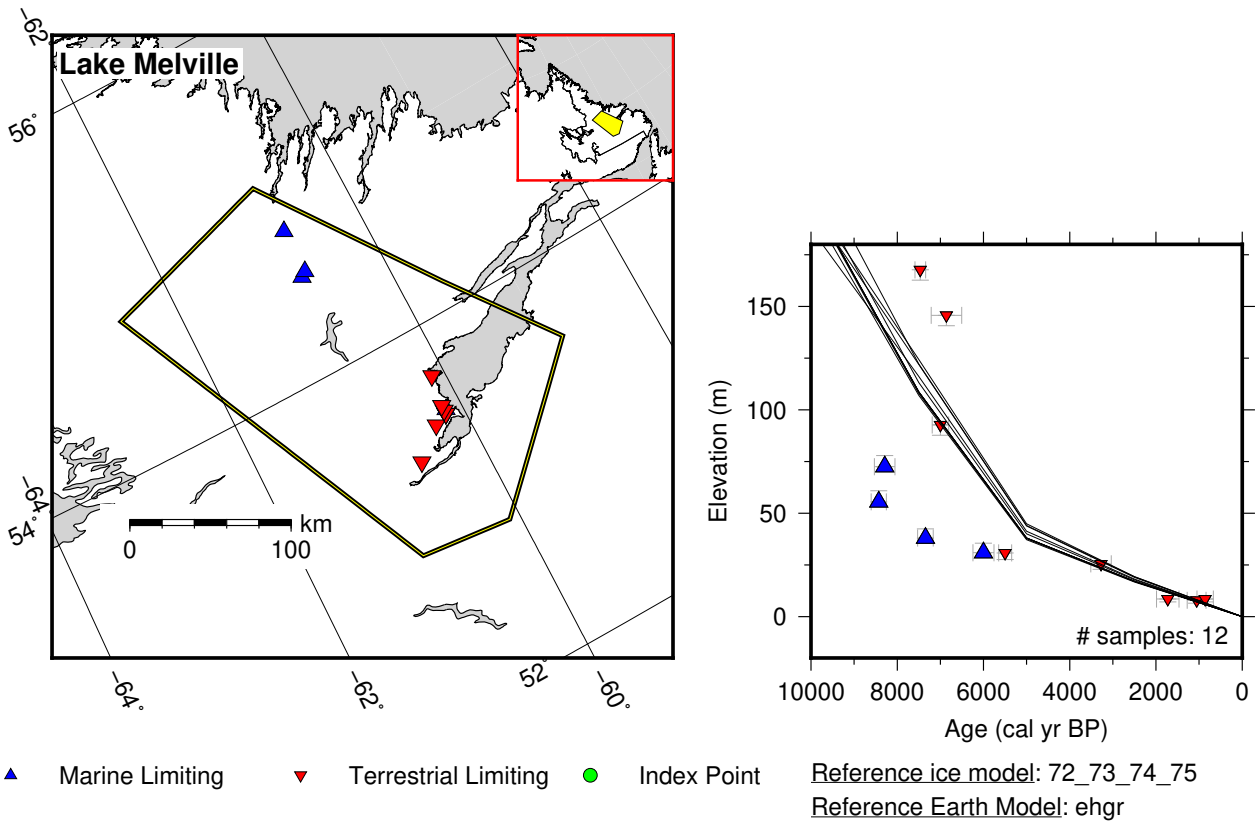 Lake Melville
−62˚
56˚
−64˚
54˚
km
0 100
−64˚
−62˚
52˚
−60˚
Elevation (m)
150
100
50
0
# samples: 12
10000 8000 6000 4000 2000 0
Age (cal yr BP)
Marine Limiting Terrestrial Limiting Index Point
Reference ice model: 72_73_74_75
Reference Earth Model: ehgr